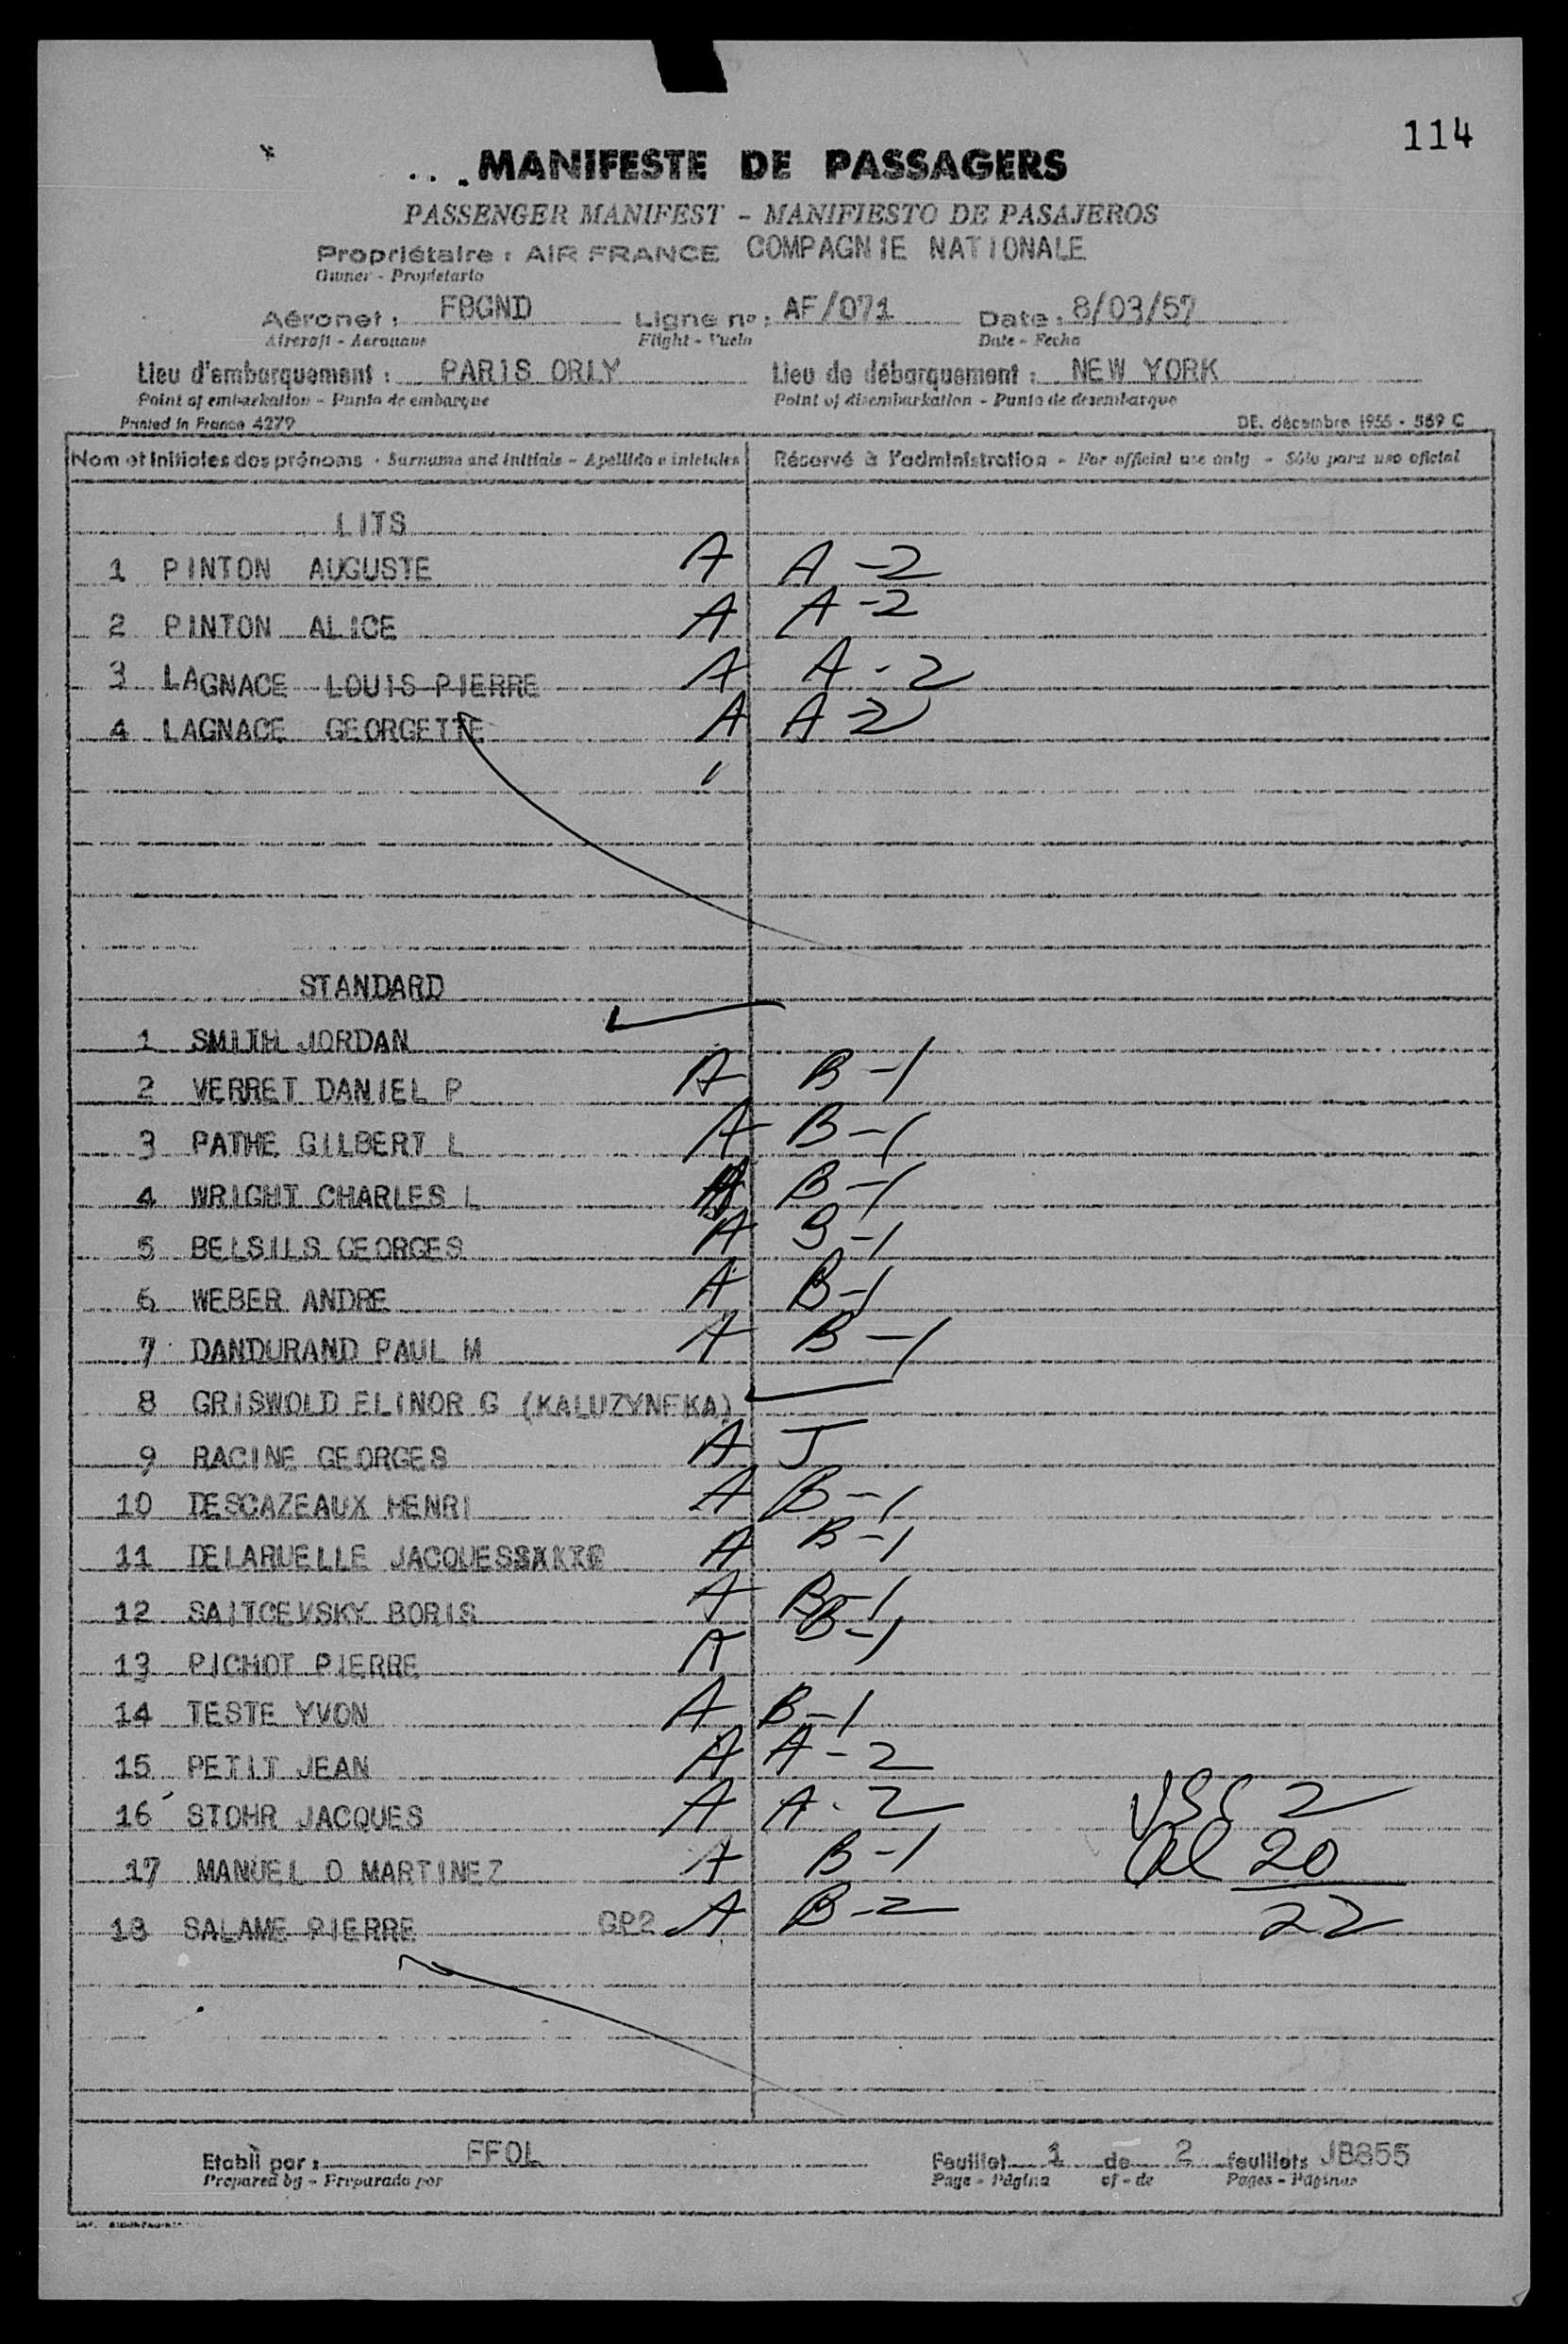 114
MANIFESTE DE PASSAGERS
PASSENGER MANIFEST - MANIFIESTO DE PASAJEROS
Propriétaire : AIR FRANCE COMPAGNIE NATIONALE
Owner - Propietario
Aéronef : FBGND Ligne nº : AF/071 Date : 8/03/57
Aircraft - Aeronave Flight - Vuelo Date - Fecha
Lieu d'embarquement : PARIS ORLY Lieu de débarquement : NEW YORK
Point of embarkation - Punto de embarque Point of disembarkation - Punto de desembarque
Printed in France 4279 DE. décembre 1955 - 559 C
Nom et Initiales des prénoms - Surname and initials - Apellido e iniciales Réservé à l'administration - For official use only - Sólo para uso oficial
LITS
1 PINTON AUGUSTE A A-2
2 PINTON ALICE A A-2
3 LAGNACE LOUIS PIERRE A A-2
4 LAGNACE GEORGETTE A A-2
STANDARD
1 SMITH JORDAN
2 VERRET DANIEL P A B-1
3 PATHE GILBERT L A B-1
4 WRIGHT CHARLES L B-1
5 BELSILS GEORGES A B-1
6 WEBER ANDRE A B-1
7 DANDURAND PAUL M A B-1
8 GRISWOLD ELINOR G (KALUZYNEKA)
9 RACINE GEORGES A J
10 DESCAZEAUX HENRI A B-1
11 DELARUELLE JACQUES A B-1
12 SAITCEVSKY BORIS A B-1
13 PICHOT PIERRE A B-1
14 TESTE YVON A B-1
15 PETIT JEAN A A-2
16 STOHR JACQUES A A-2 USC 2
17 MANUEL O MARTINEZ A B-1 al 20
18 SALAME PIERRE GP2 A B-2 22
Etabli par : FFOL Feuillet 1 de 2 feuillets JB855
Prepared by - Preparado por Page - Página of - de Pages - Páginas